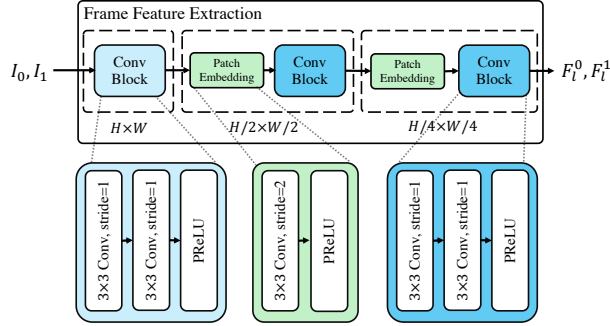 Frame Feature Extraction
I₀, I₁
Conv
Block
Patch
Embedding
Conv
Block
Patch
Embedding
Conv
Block
F_l^0, F_l^1
H×W
H/2×W/2
H/4×W/4
3×3 Conv, stride=1
3×3 Conv, stride=1
PReLU
3×3 Conv, stride=2
PReLU
3×3 Conv, stride=1
3×3 Conv, stride=1
PReLU